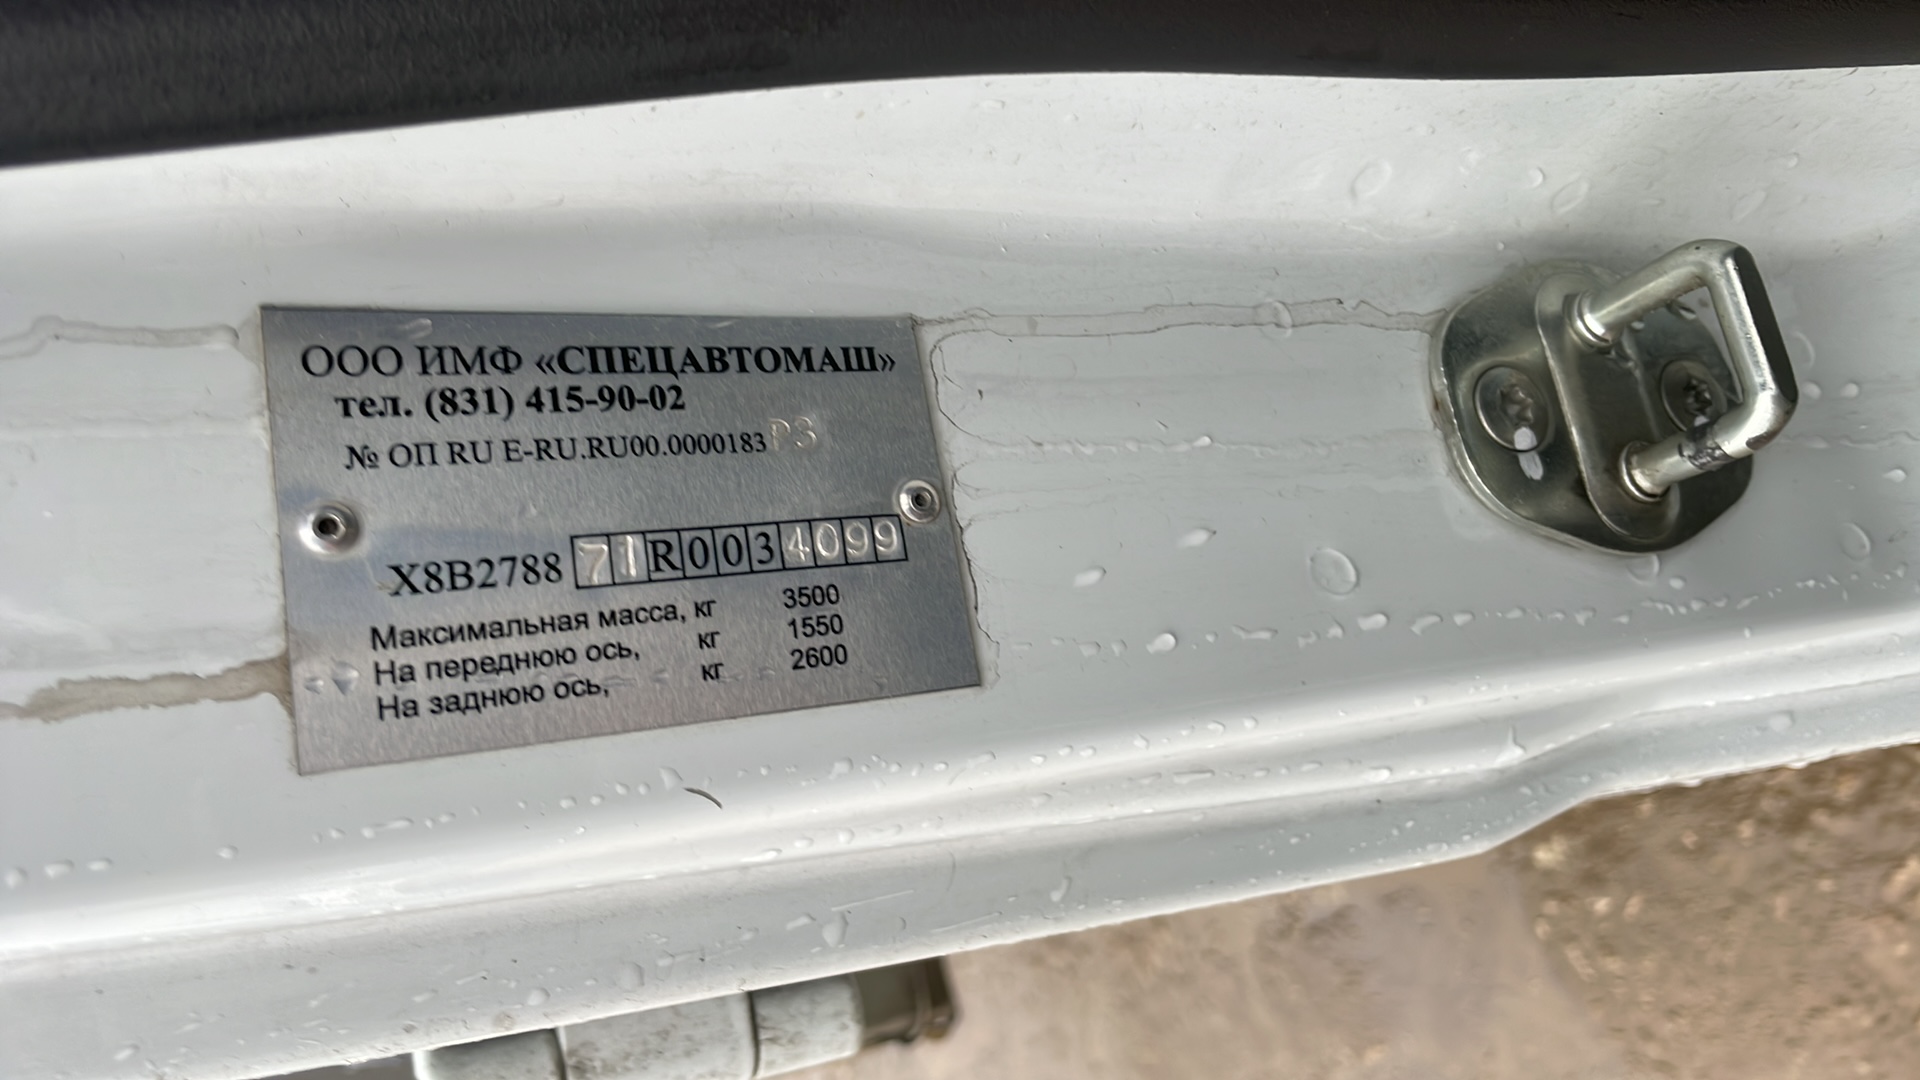 ООО ИМФ «СПЕЦАВТОМАШ»
тел. (831) 415-90-02
№ ОП RU E-RU.RU00.0000183 P3
X8B2788 71R0034099
Максимальная масса, кг 3500
На переднюю ось, кг 1550
На заднюю ось, кг 2600